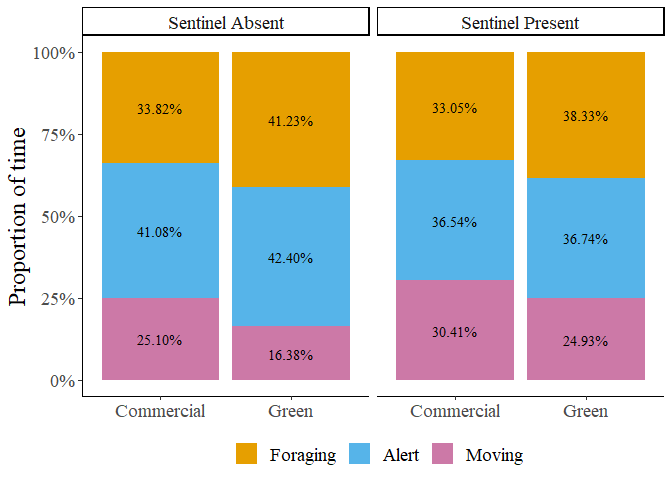 Sentinel Absent
Sentinel Present
Proportion of time
100%
75%
50%
25%
0%
33.82%
41.23%
33.05%
38.33%
41.08%
42.40%
36.54%
36.74%
25.10%
16.38%
30.41%
24.93%
Commercial
Green
Commercial
Green
Foraging
Alert
Moving